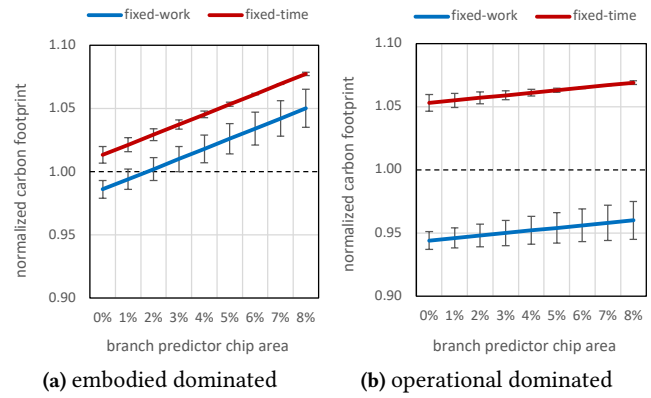 fixed-work fixed-time
normalized carbon footprint
1.10
1.05
1.00
0.95
0.90
0% 1% 2% 3% 4% 5% 6% 7% 8%
branch predictor chip area
(a) embodied dominated
fixed-work fixed-time
normalized carbon footprint
1.10
1.05
1.00
0.95
0.90
0% 1% 2% 3% 4% 5% 6% 7% 8%
branch predictor chip area
(b) operational dominated